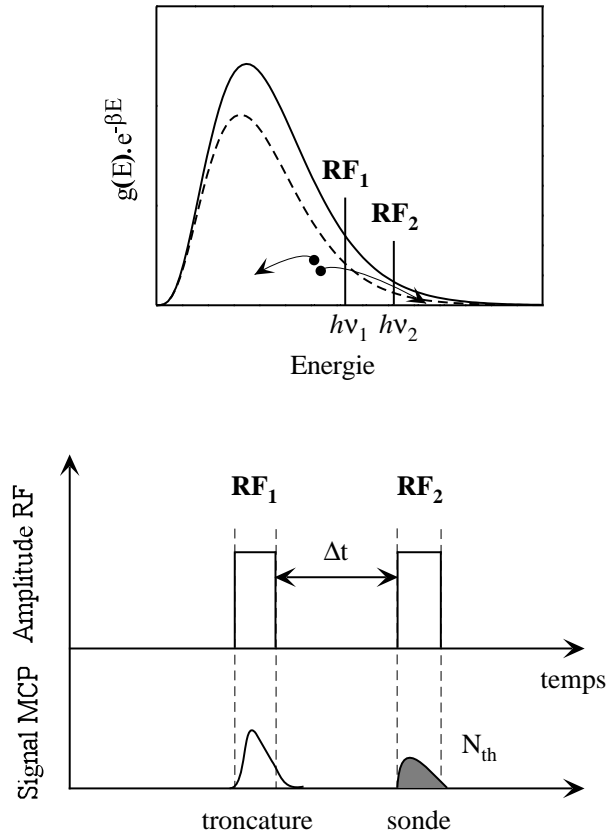 g(E).e-βE
RF1
RF2
hν1 hν2
Energie
Amplitude RF
RF1
RF2
Δt
temps
Signal MCP
Nth
troncature
sonde